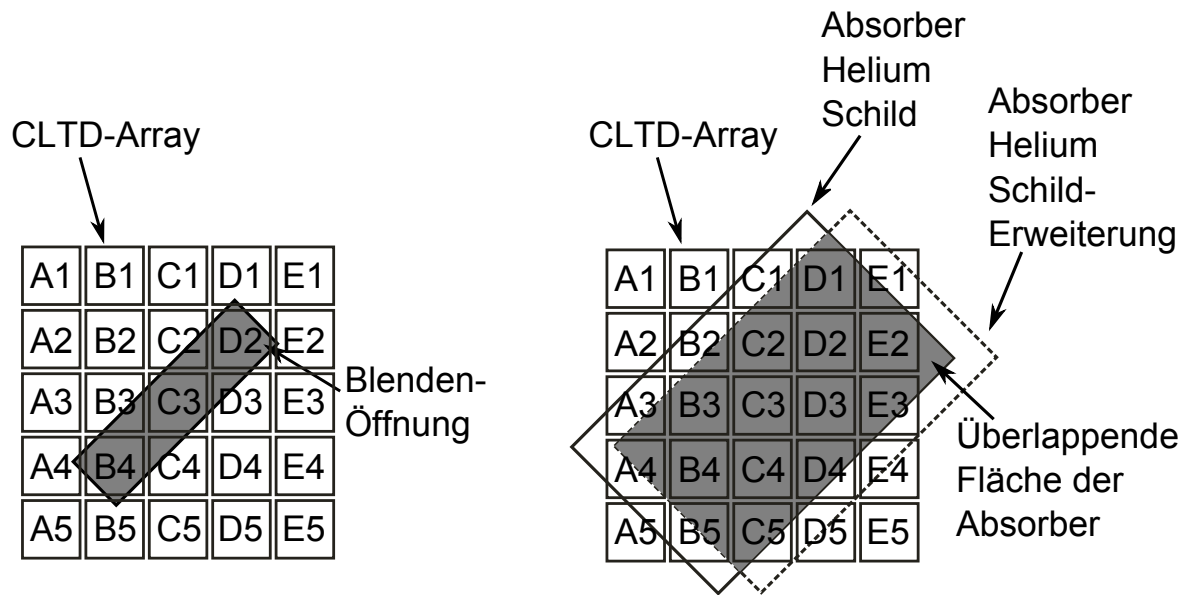 CLTD-Array
A1 B1 C1 D1 E1
A2 B2 C2 D2 E2
A3 B3 C3 D3 E3
A4 B4 C4 D4 E4
A5 B5 C5 D5 E5
Blenden-
Öffnung
CLTD-Array
Absorber
Helium
Schild
Absorber
Helium
Schild-
Erweiterung
A1 B1 C1 D1 E1
A2 B2 C2 D2 E2
A3 B3 C3 D3 E3
A4 B4 C4 D4 E4
A5 B5 C5 D5 E5
Überlappende
Fläche der
Absorber